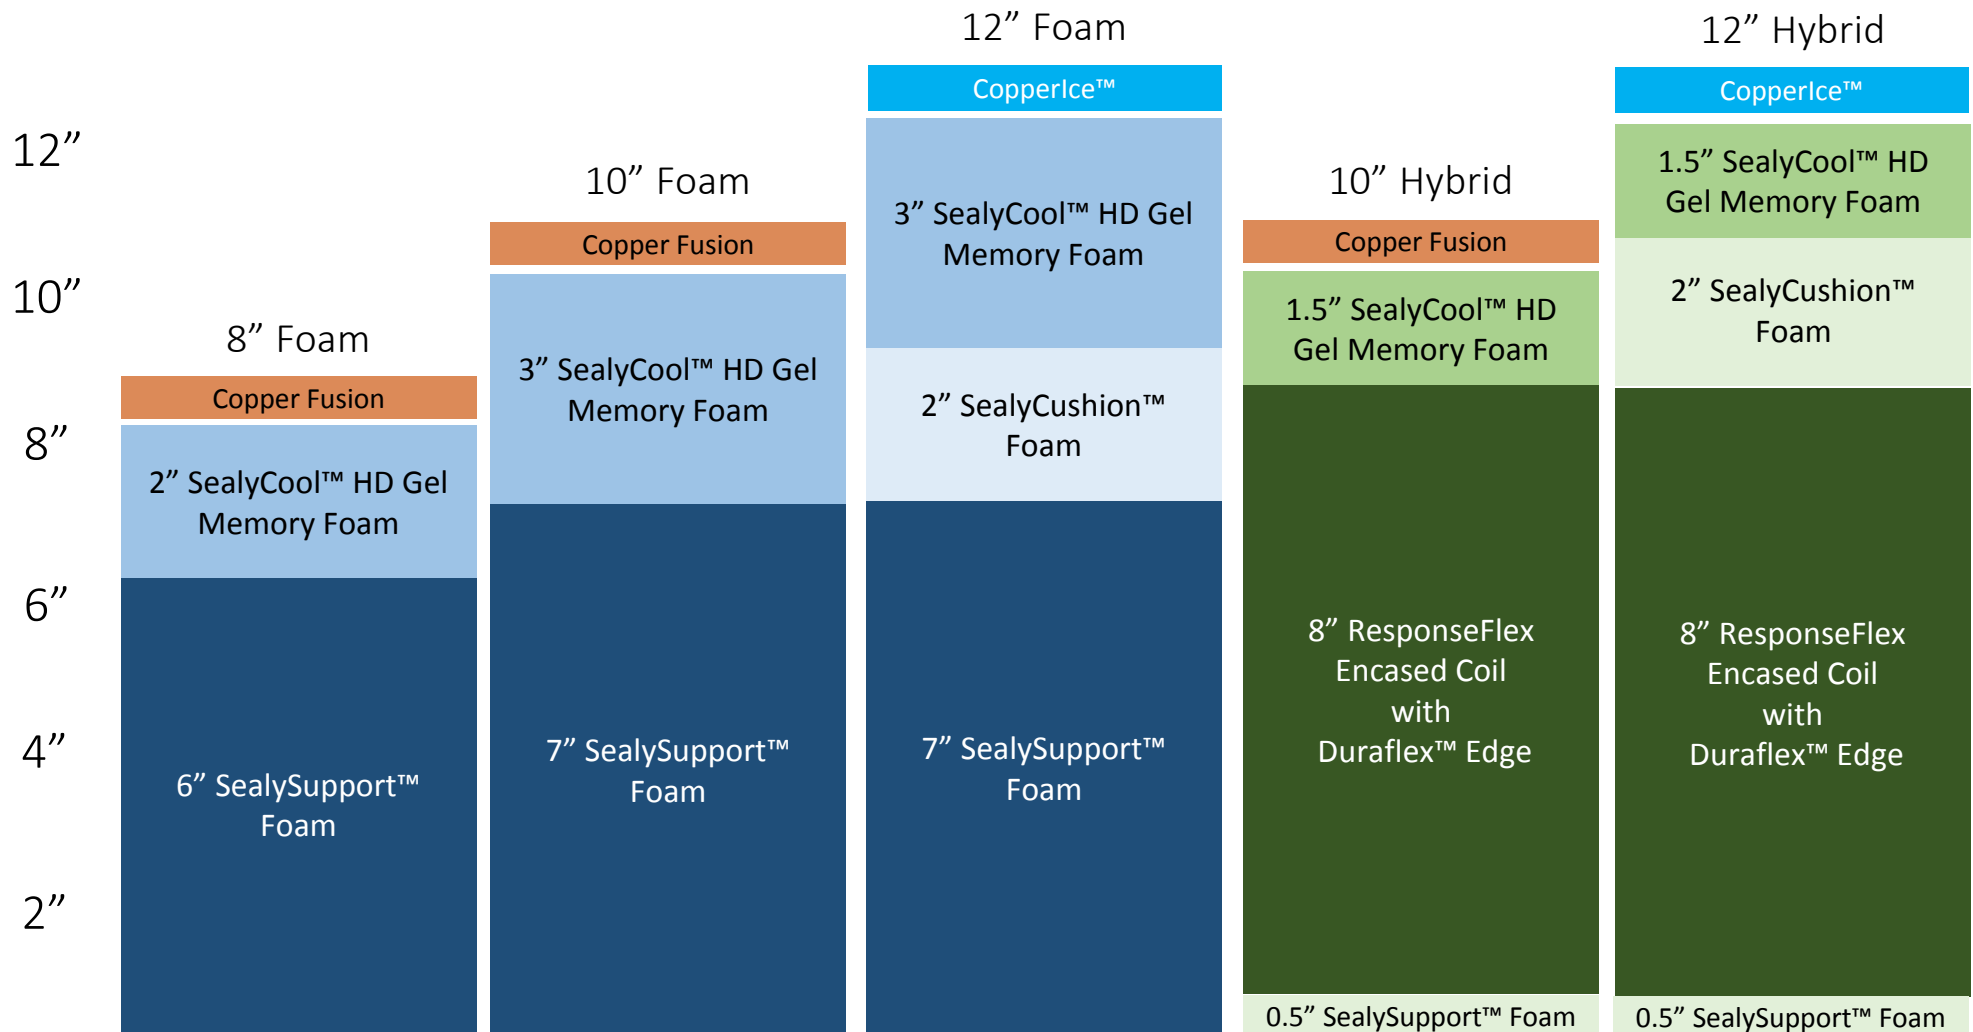 12”
10”
8”
6”
4”
2”
8” Foam
Copper Fusion
2” SealyCool™ HD Gel
Memory Foam
6” SealySupport™
Foam
10” Foam
Copper Fusion
3” SealyCool™ HD Gel
Memory Foam
7” SealySupport™
Foam
12” Foam
CopperIce™
3” SealyCool™ HD Gel
Memory Foam
2” SealyCushion™
Foam
7” SealySupport™
Foam
10” Hybrid
Copper Fusion
1.5” SealyCool™ HD
Gel Memory Foam
8” ResponseFlex
Encased Coil
with
Duraflex™ Edge
0.5” SealySupport™ Foam
12” Hybrid
CopperIce™
1.5” SealyCool™ HD
Gel Memory Foam
2” SealyCushion™
Foam
8” ResponseFlex
Encased Coil
with
Duraflex™ Edge
0.5” SealySupport™ Foam